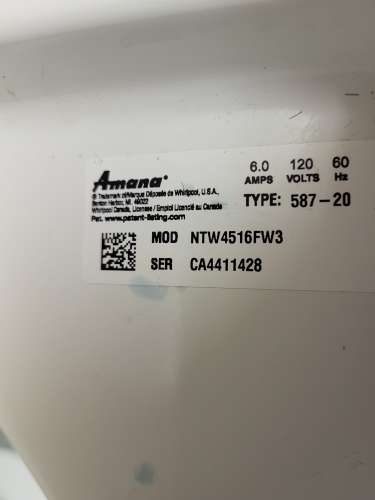 Amana®
® Trademark of/Marque Déposée de Whirlpool, U.S.A.,
Benton Harbor, MI. 49022
Whirlpool Canada, Licensee / Emploi Licencié au Canada
Pat. www.patent-listing.com
6.0 120 60
AMPS VOLTS Hz
TYPE: 587-20
MOD NTW4516FW3
SER CA4411428